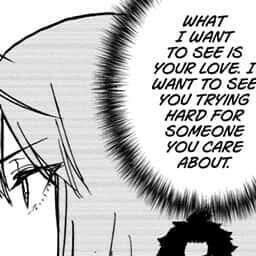 WHAT
I WANT
TO SEE IS
YOUR LOVE. I
WANT TO SEE
YOU TRYING
HARD FOR
SOMEONE
YOU CARE
ABOUT.